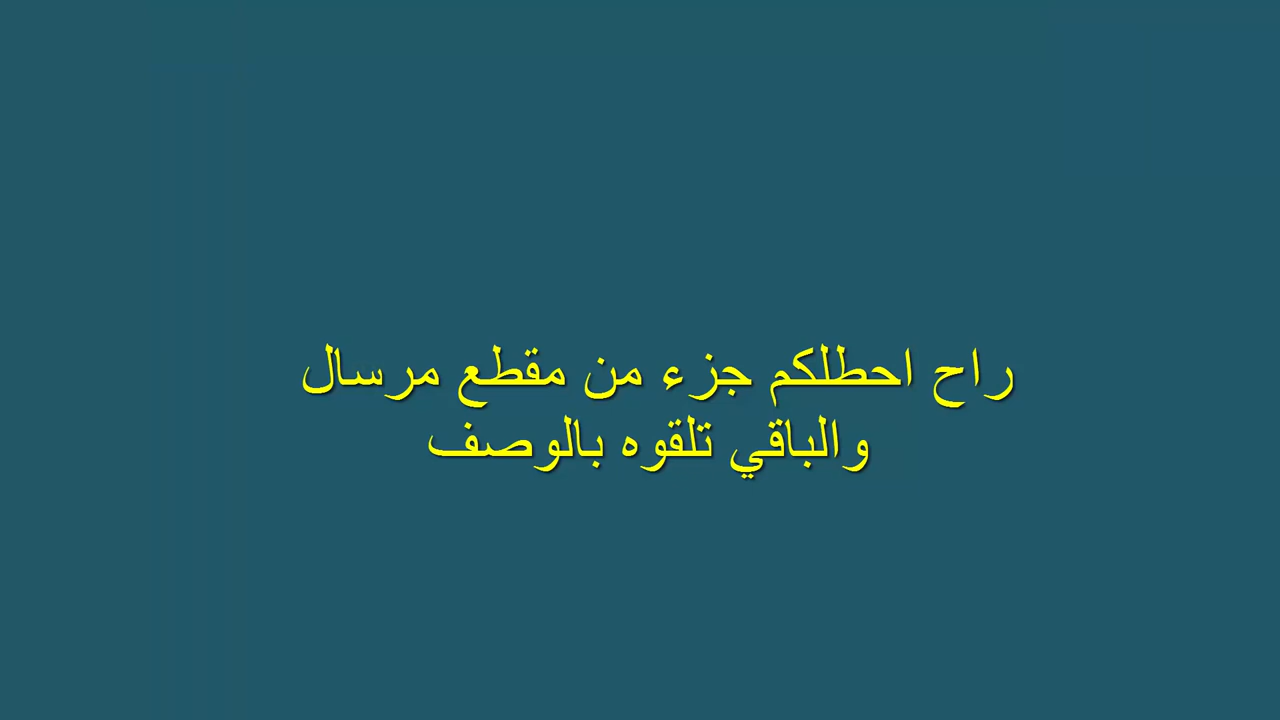 راح احطلكم جزء من مقطع مرسال
والباقي تلقوه بالوصف